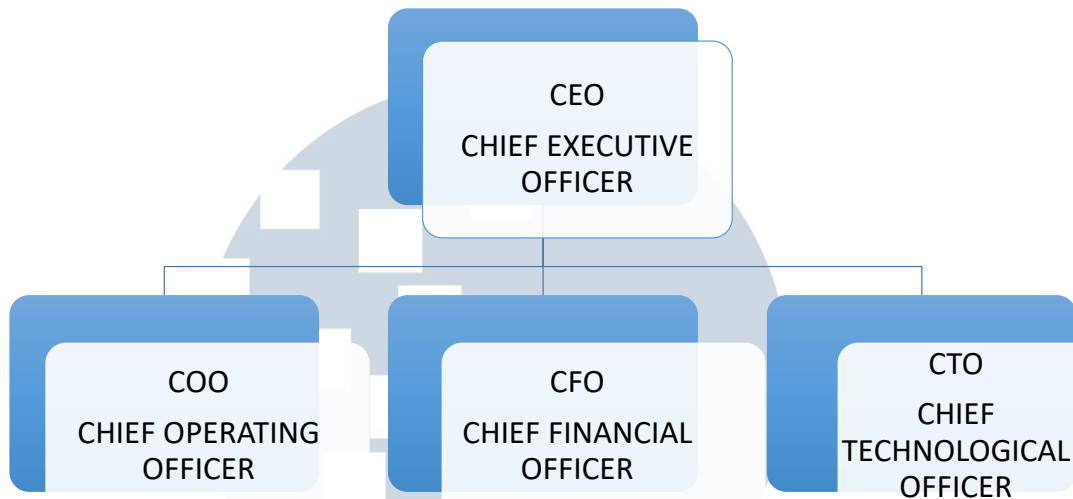 CEO
CHIEF EXECUTIVE
OFFICER
COO
CHIEF OPERATING
OFFICER
CFO
CHIEF FINANCIAL
OFFICER
CTO
CHIEF
TECHNOLOGICAL
OFFICER